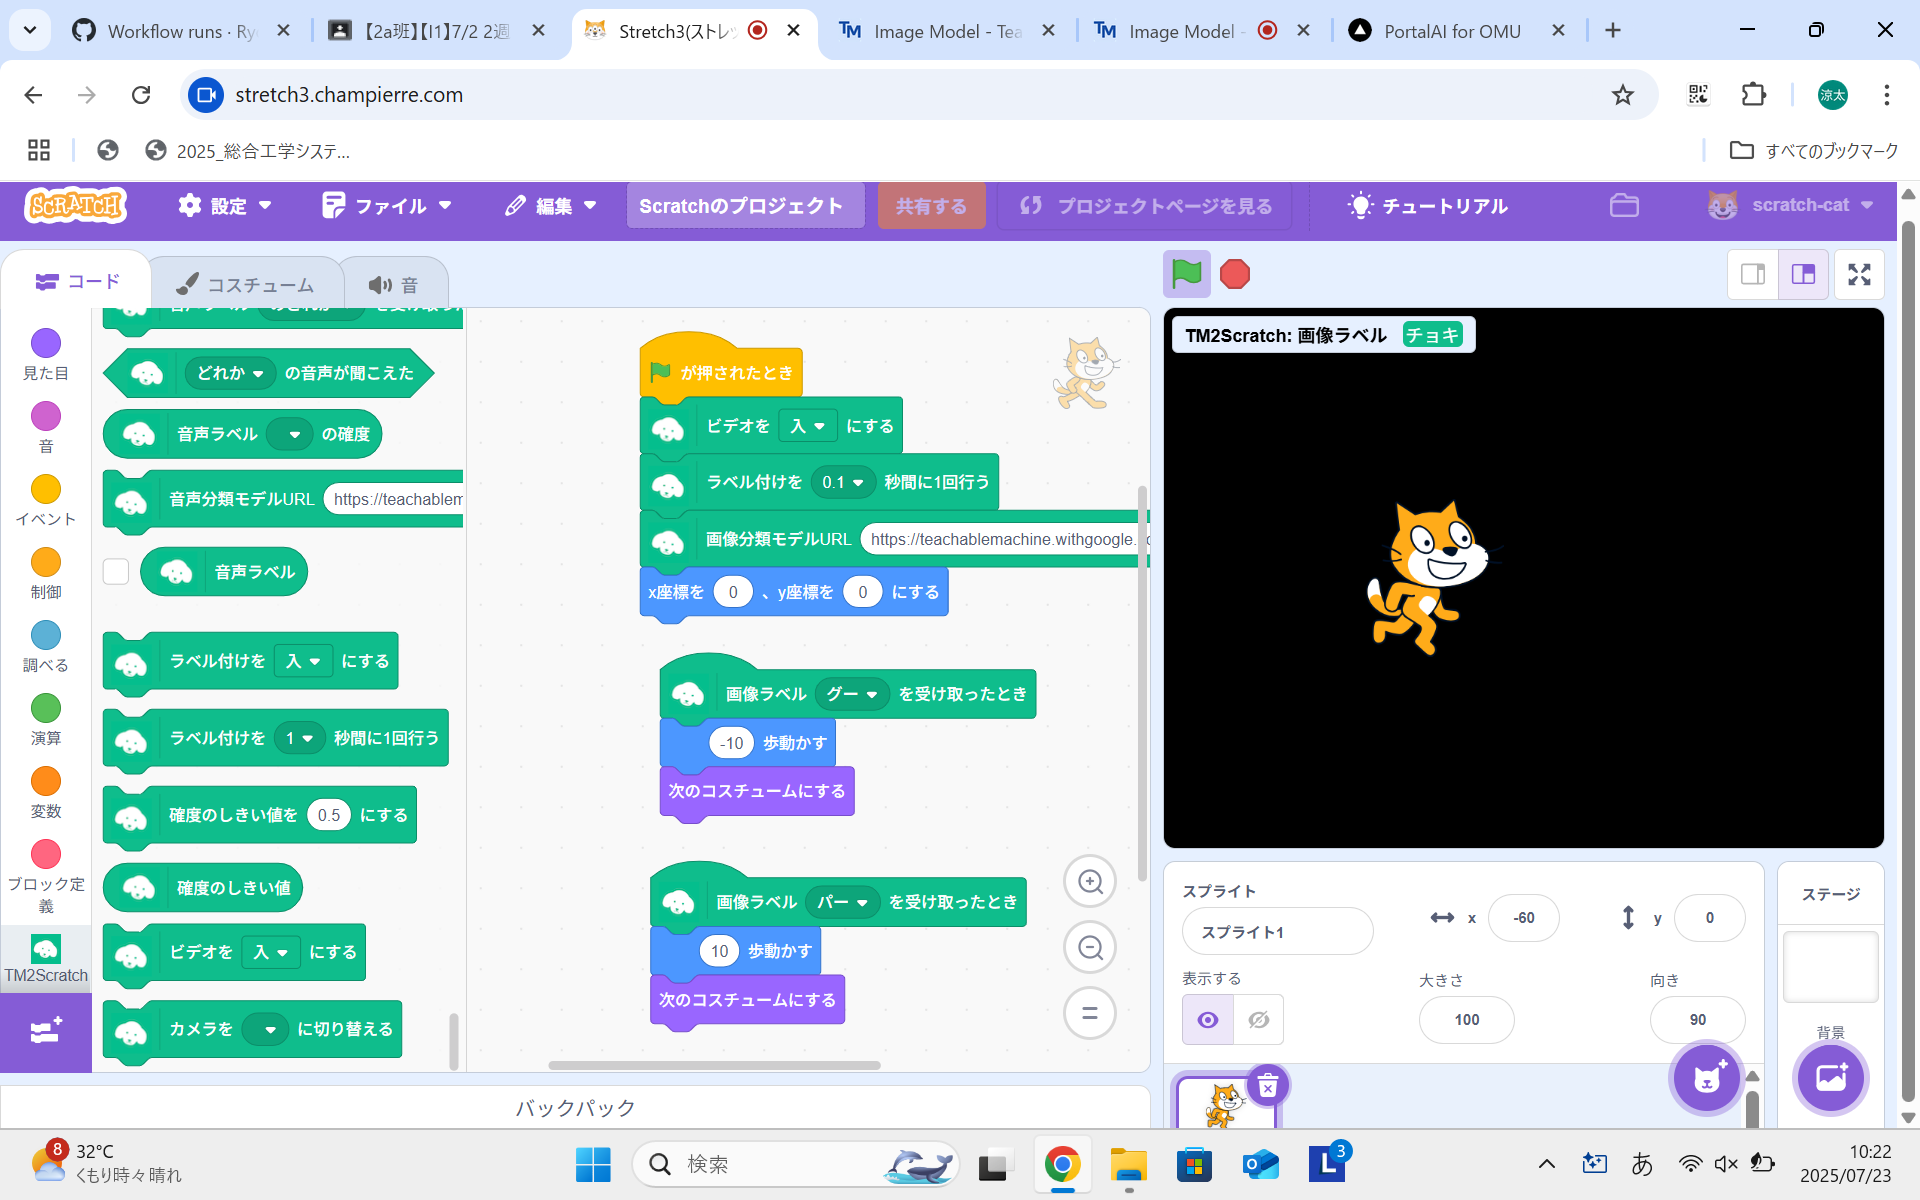 Workflow runs · Ry
【2a班】【I1】7/2 2週
Stretch3(ストレッ
Image Model - Tea
Image Model -
PortalAI for OMU
stretch3.champierre.com
涼太
2025_総合工学システ...
すべてのブックマーク
SCRATCH
設定
ファイル
編集
Scratchのプロジェクト
共有する
プロジェクトページを見る
チュートリアル
scratch-cat
コード
コスチューム
音
見た目
音
イベント
制御
調べる
演算
変数
ブロック定義
TM2Scratch
どれか の音声が聞こえた
音声ラベル の確度
音声分類モデルURL https://teachablem
音声ラベル
ラベル付けを 入 にする
ラベル付けを 1 秒間に1回行う
確度のしきい値を 0.5 にする
確度のしきい値
ビデオを 入 にする
カメラを に切り替える
が押されたとき
ビデオを 入 にする
ラベル付けを 0.1 秒間に1回行う
画像分類モデルURL https://teachablemachine.withgoogle.
x座標を 0 、y座標を 0 にする
画像ラベル グー を受け取ったとき
-10 歩動かす
次のコスチュームにする
画像ラベル パー を受け取ったとき
10 歩動かす
次のコスチュームにする
バックパック
TM2Scratch: 画像ラベル チョキ
スプライト
スプライト1
x -60
y 0
表示する
大きさ
100
向き
90
ステージ
背景
8
32°C
くもり時々晴れ
検索
3
あ
10:22
2025/07/23